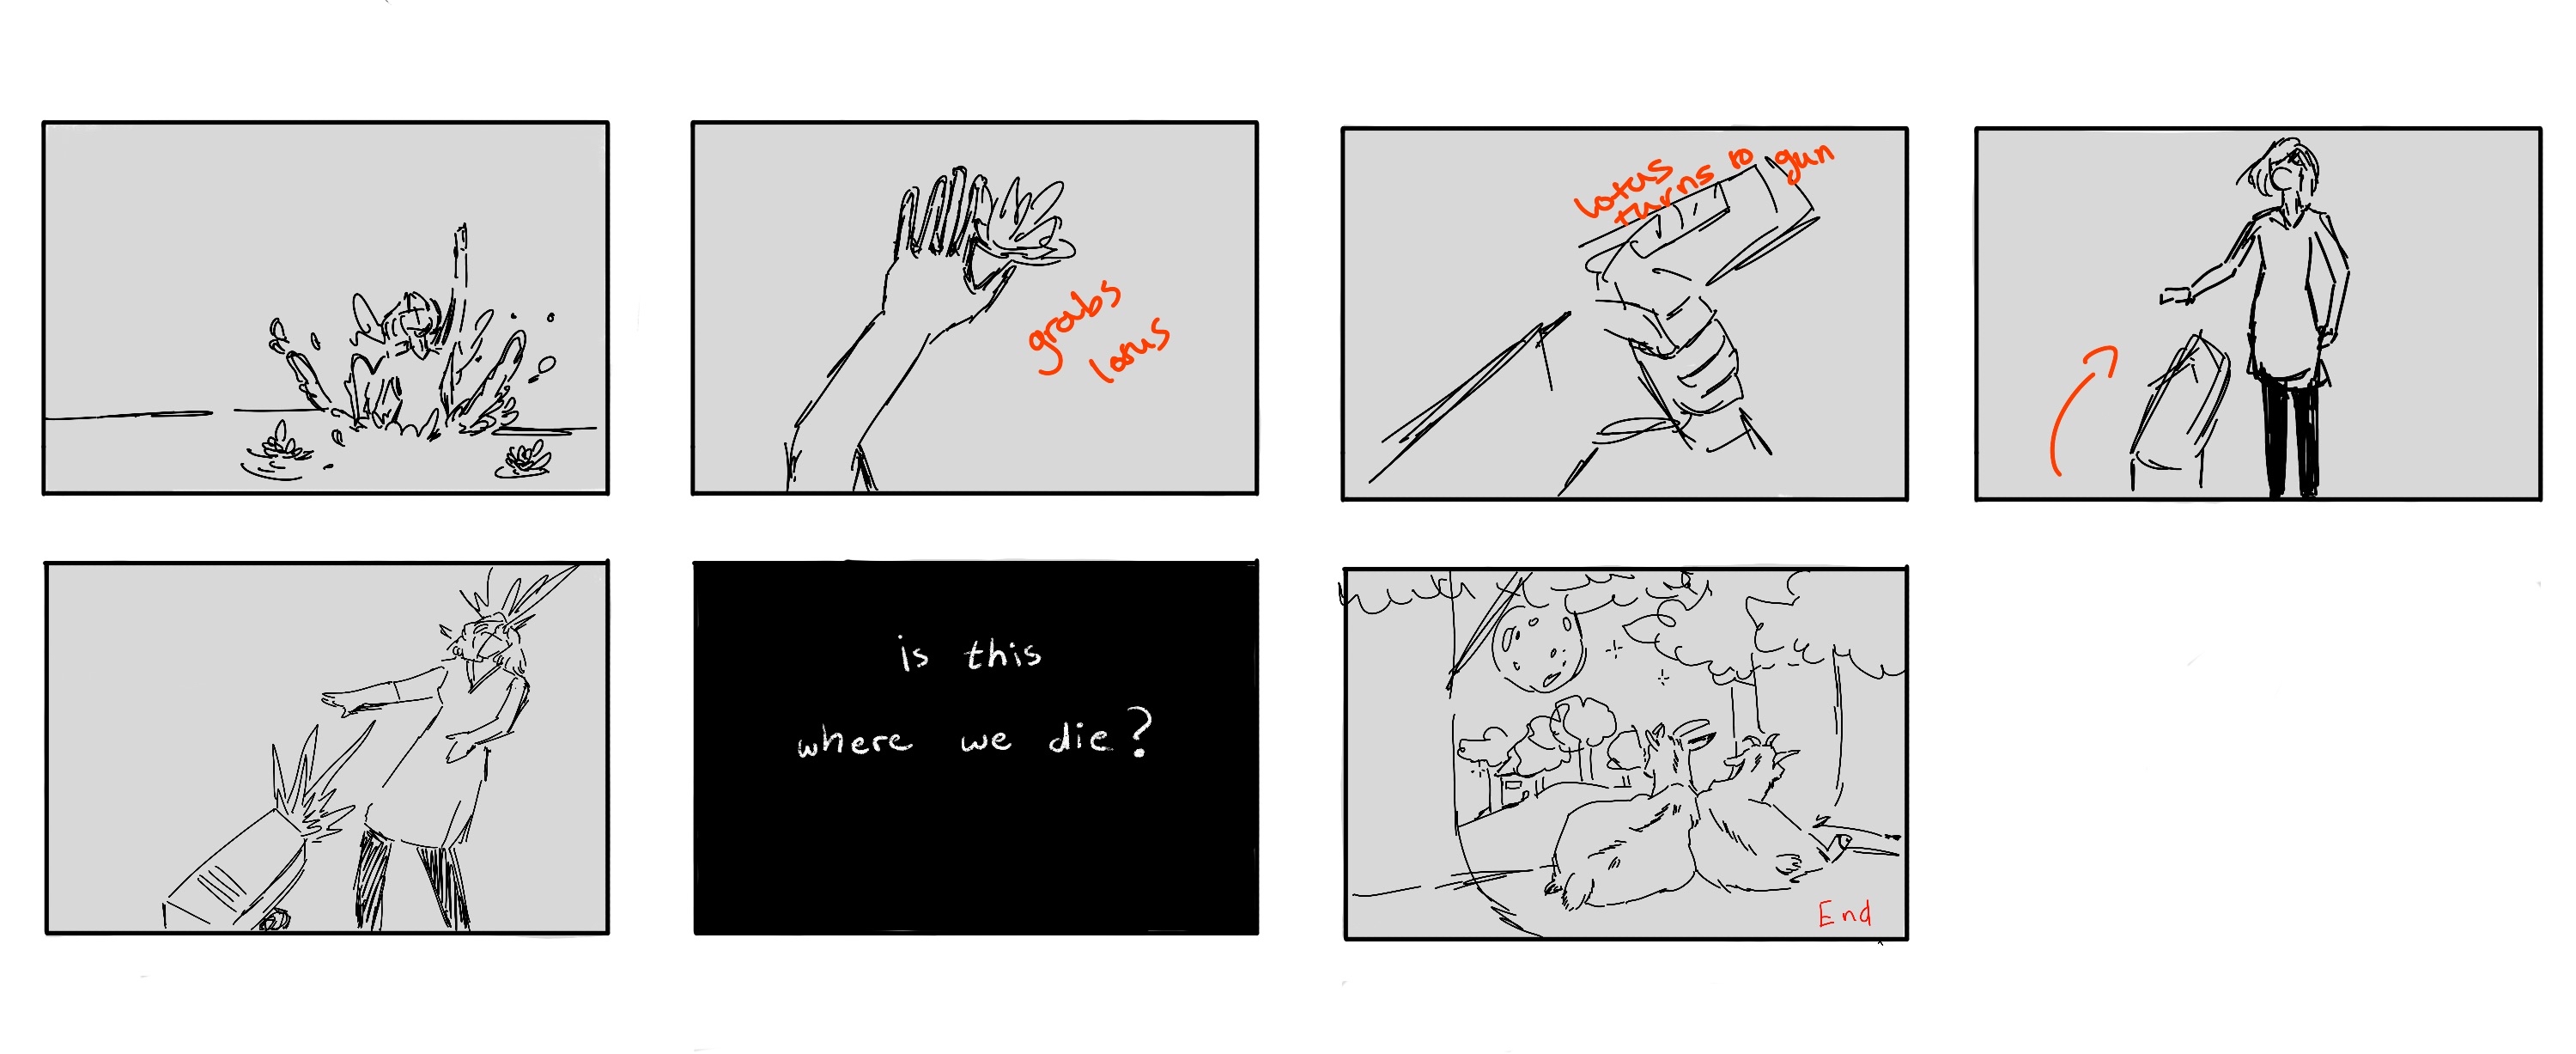 grabs
lotus
lotus
turns to gun
is this
where we die?
End